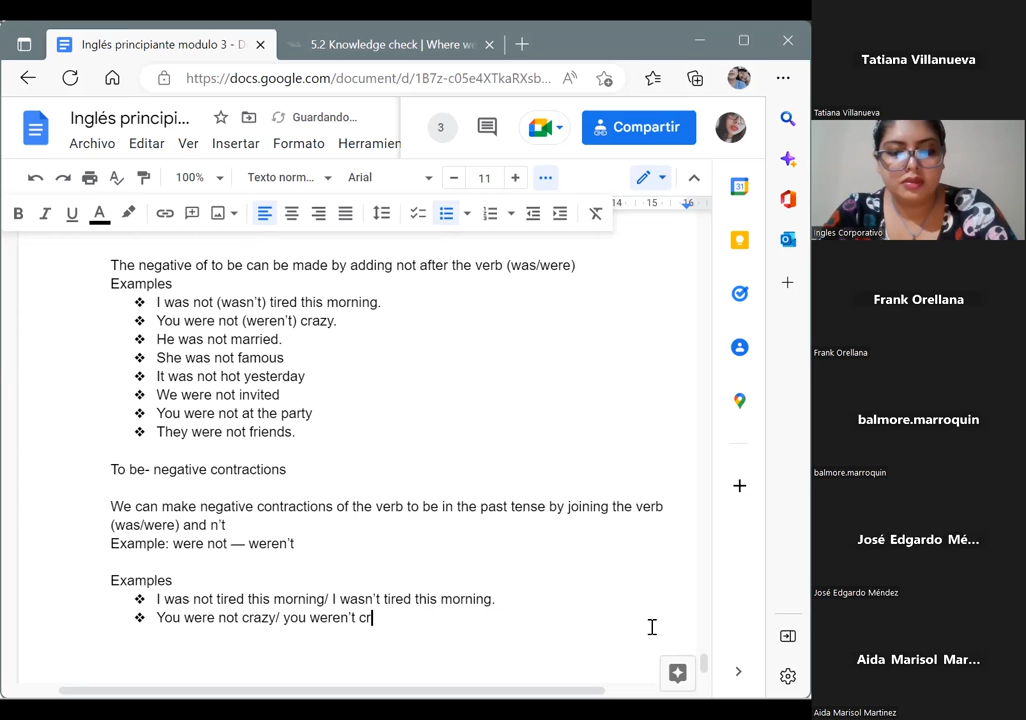 Inglés principiante modulo 3 - D
5.2 Knowledge check | Where w
https://docs.google.com/document/d/1B7z-c05e4XTkaRXsb...
Inglés principi...
Guardando...
3
Compartir
Archivo Editar Ver Insertar Formato Herramien
100% Texto norm... Arial 11
14 15 16
The negative of to be can be made by adding not after the verb (was/were)
Examples
❖ I was not (wasn't) tired this morning.
❖ You were not (weren't) crazy.
❖ He was not married.
❖ She was not famous
❖ It was not hot yesterday
❖ We were not invited
❖ You were not at the party
❖ They were not friends.
To be- negative contractions
We can make negative contractions of the verb to be in the past tense by joining the verb
(was/were) and n't
Example: were not — weren't
Examples
❖ I was not tired this morning/ I wasn't tired this morning.
❖ You were not crazy/ you weren't cr
Tatiana Villanueva
Tatiana Villanueva
Ingles Corporativo
Frank Orellana
Frank Orellana
balmore.marroquin
balmore.marroquin
José Edgardo Mé...
José Edgardo Méndez
Aida Marisol Mar...
Aida Marisol Martinez